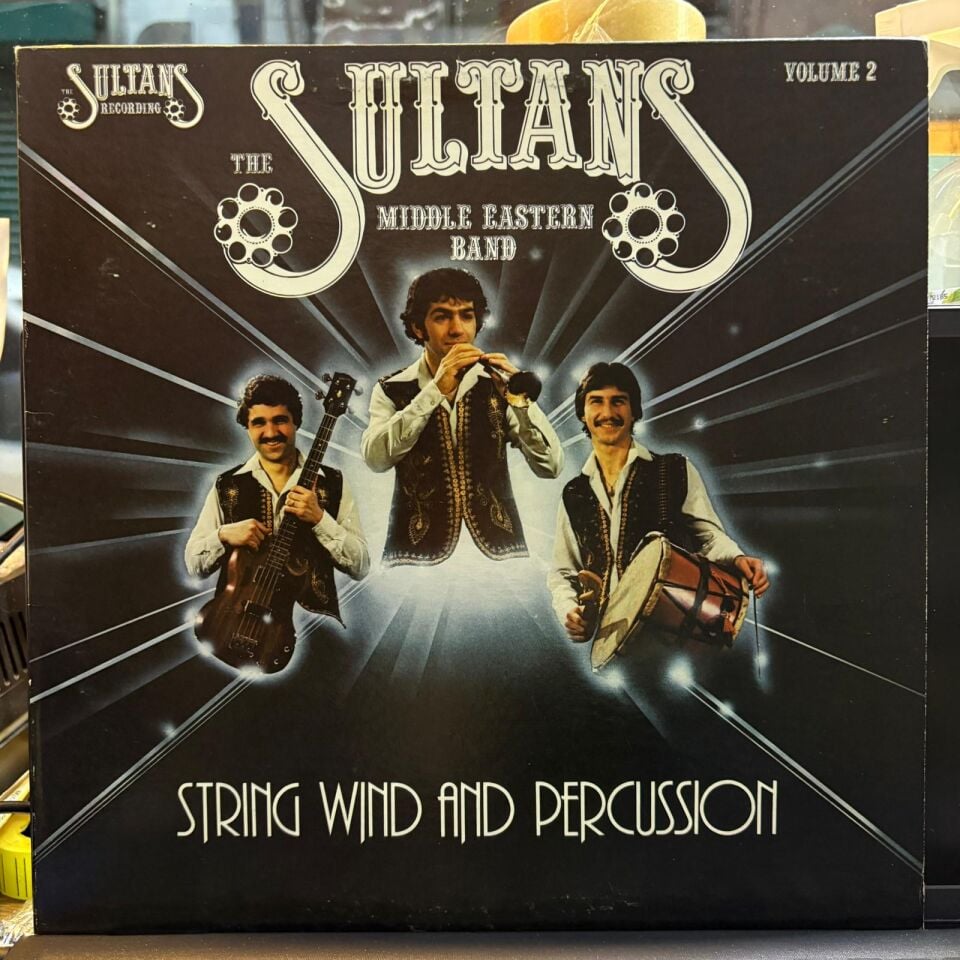 THE SULTANS
RECORDING
VOLUME 2
THE SULTANS
MIDDLE EASTERN
BAND
STRING WIND AND PERCUSSION